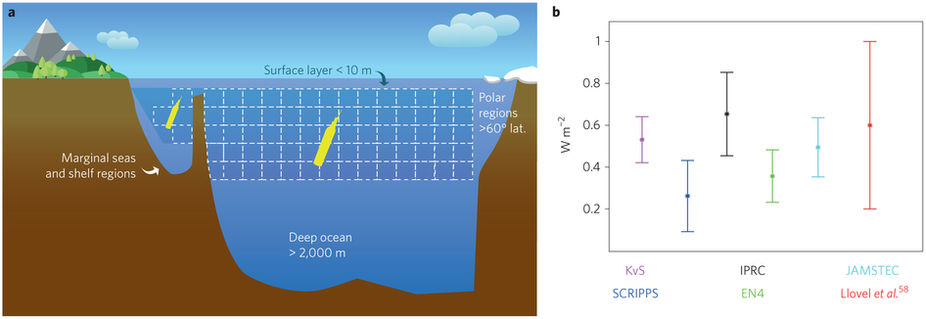 a
Surface layer < 10 m
Polar
regions
>60° lat.
Marginal seas
and shelf regions
Deep ocean
> 2,000 m
b
W m⁻²
1
0.8
0.6
0.4
0.2
KvS
IPRC
JAMSTEC
SCRIPPS
EN4
Llovel et al.⁵⁸